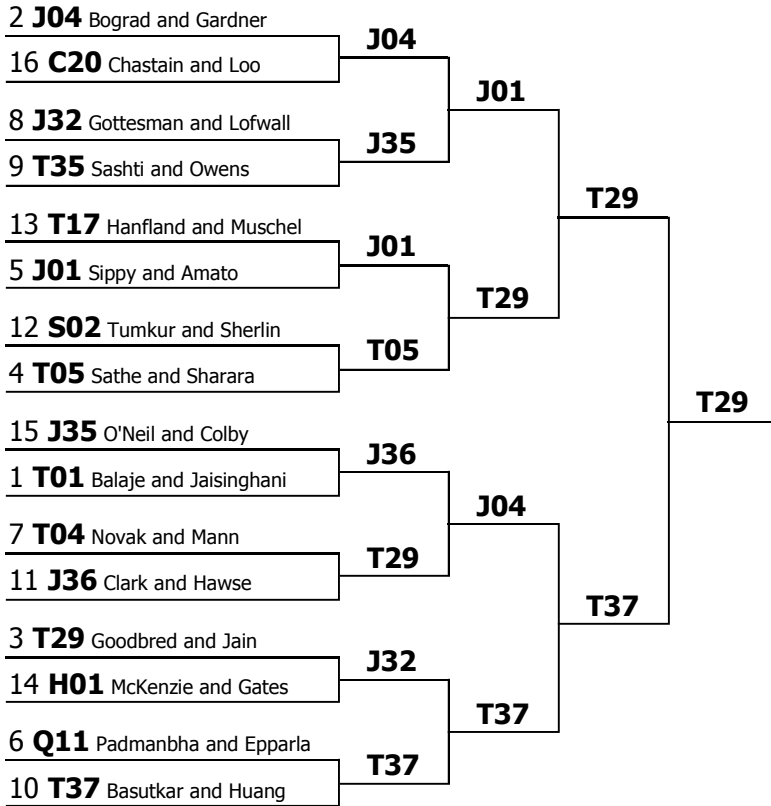 2 J04 Bograd and Gardner
16 C20 Chastain and Loo
8 J32 Gottesman and Lofwall
9 T35 Sashti and Owens
13 T17 Hanfland and Muschel
5 J01 Sippy and Amato
12 S02 Tumkur and Sherlin
4 T05 Sathe and Sharara
15 J35 O'Neil and Colby
1 T01 Balaje and Jaisinghani
7 T04 Novak and Mann
11 J36 Clark and Hawse
3 T29 Goodbred and Jain
14 H01 McKenzie and Gates
6 Q11 Padmanbha and Epparla
10 T37 Basutkar and Huang
J04
J35
J01
T05
J36
T29
J32
T37
J01
T29
J04
T37
T29
T37
T29